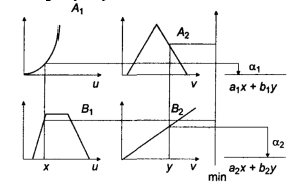 A₁
A₂
α₁
u
v
a₁x + b₁y
B₁
B₂
α₂
x
u
y
v
min
a₂x + b₂y